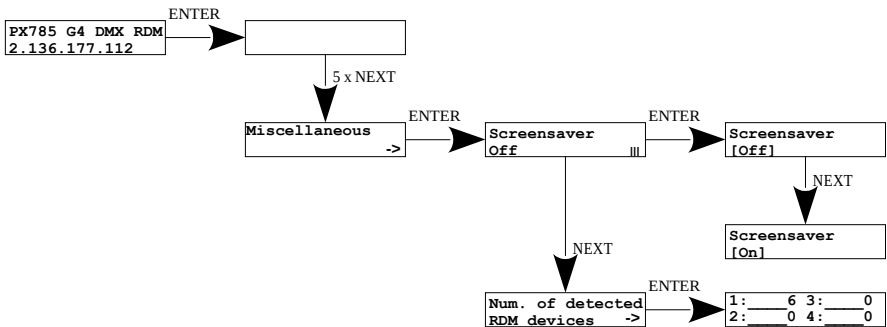 ENTER
PX785 G4 DMX RDM
2.136.177.112
5 x NEXT
ENTER
ENTER
Miscellaneous
->
Screensaver
Off |||
Screensaver
[Off]
NEXT
Screensaver
[On]
NEXT
ENTER
Num. of detected
RDM devices ->
1:____6 3:____0
2:____0 4:____0